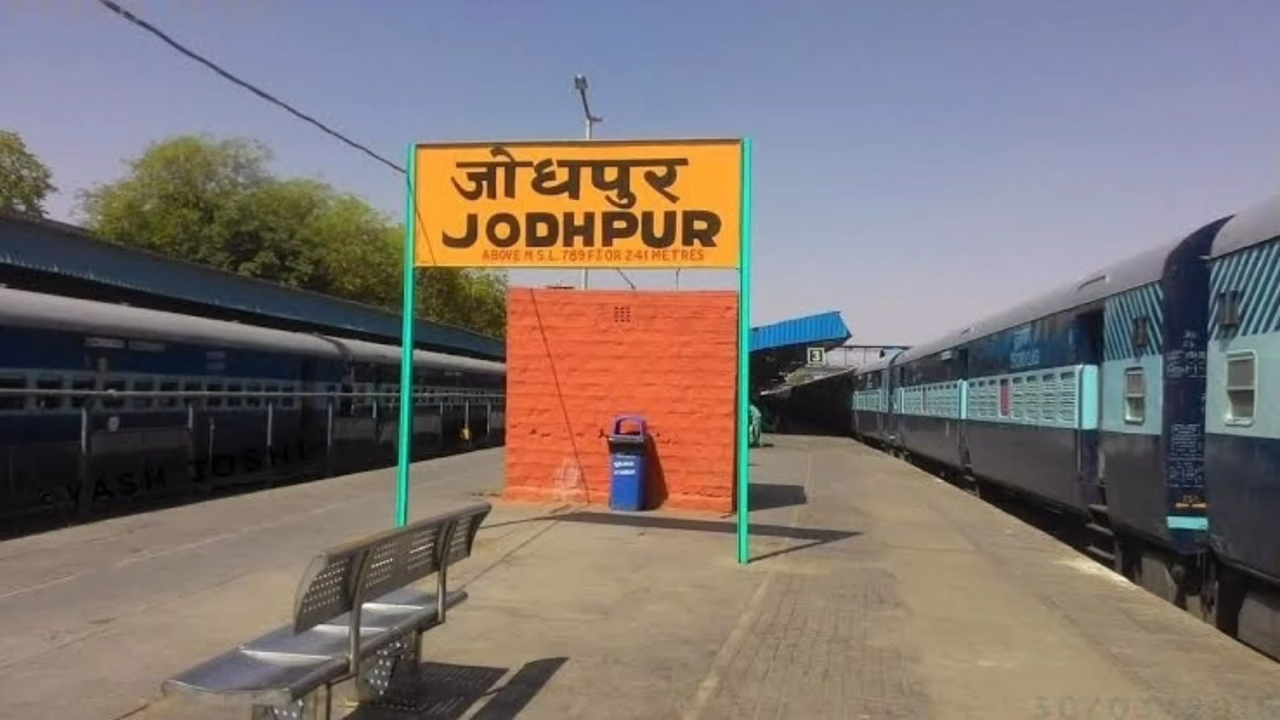 जोधपुर
JODHPUR
ABOVE M S.L. 789 FT OR 241 METRES
3
©YASH JOSHI